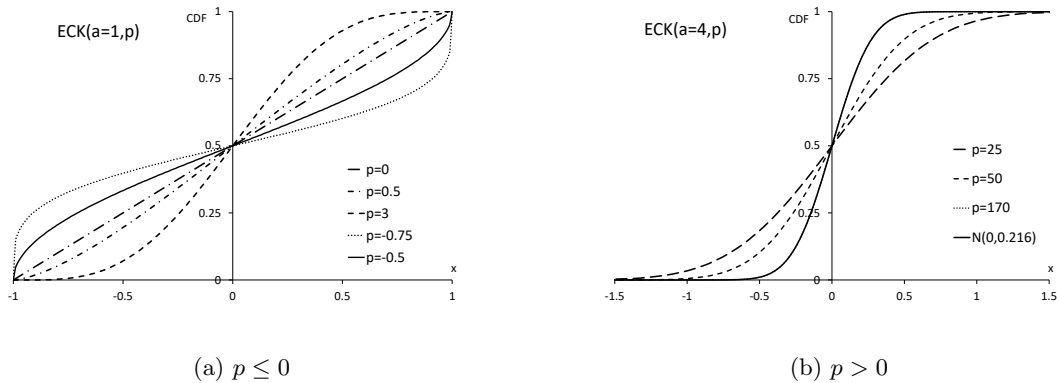 CDF
ECK(a=1,p)
1
0.75
0.5
0.25
0
p=0
p=0.5
p=3
p=-0.75
p=-0.5
x
-1
-0.5
0
0.5
1
(a) p ≤ 0
CDF
ECK(a=4,p)
1
0.75
0.5
0.25
0
p=25
p=50
p=170
N(0,0.216)
x
-1.5
-1
-0.5
0
0.5
1
1.5
(b) p > 0